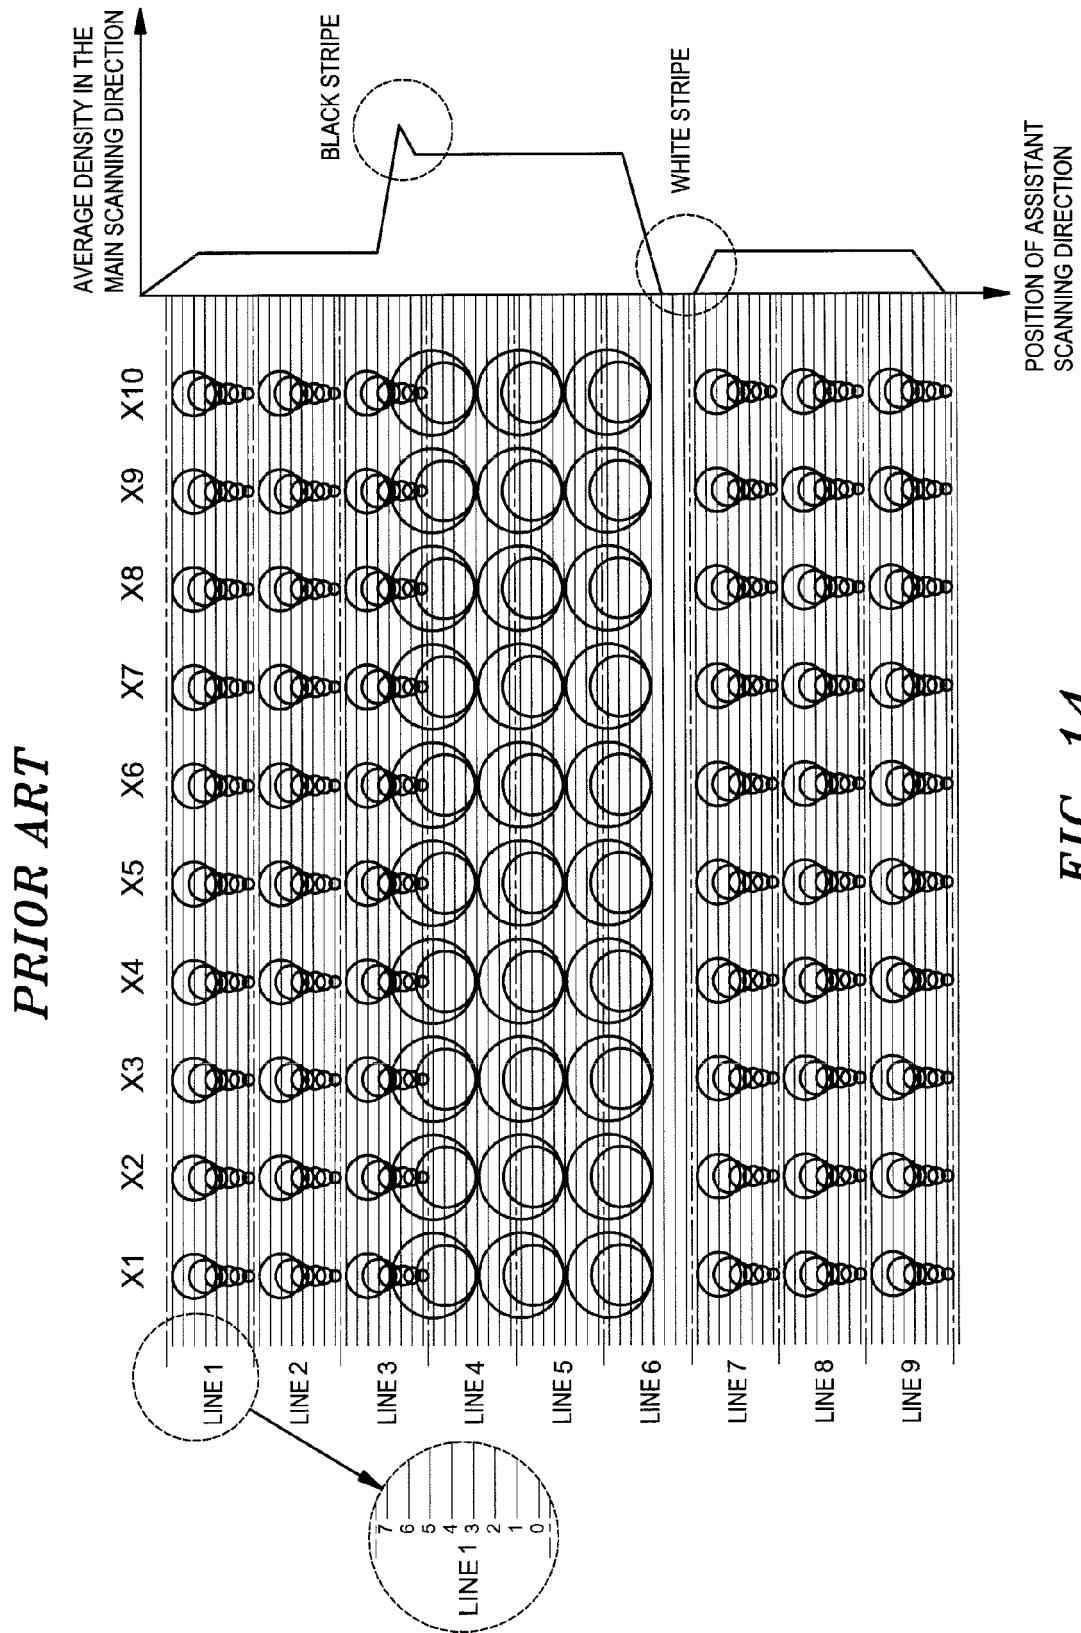 PRIOR ART
AVERAGE DENSITY IN THE
MAIN SCANNING DIRECTION
BLACK STRIPE
WHITE STRIPE
POSITION OF ASSISTANT
SCANNING DIRECTION
X1 X2 X3 X4 X5 X6 X7 X8 X9 X10
LINE 1
LINE 2
LINE 3
LINE 4
LINE 5
LINE 6
LINE 7
LINE 8
LINE 9
LINE 1
7
6
5
4
3
2
1
0
FIG. 14